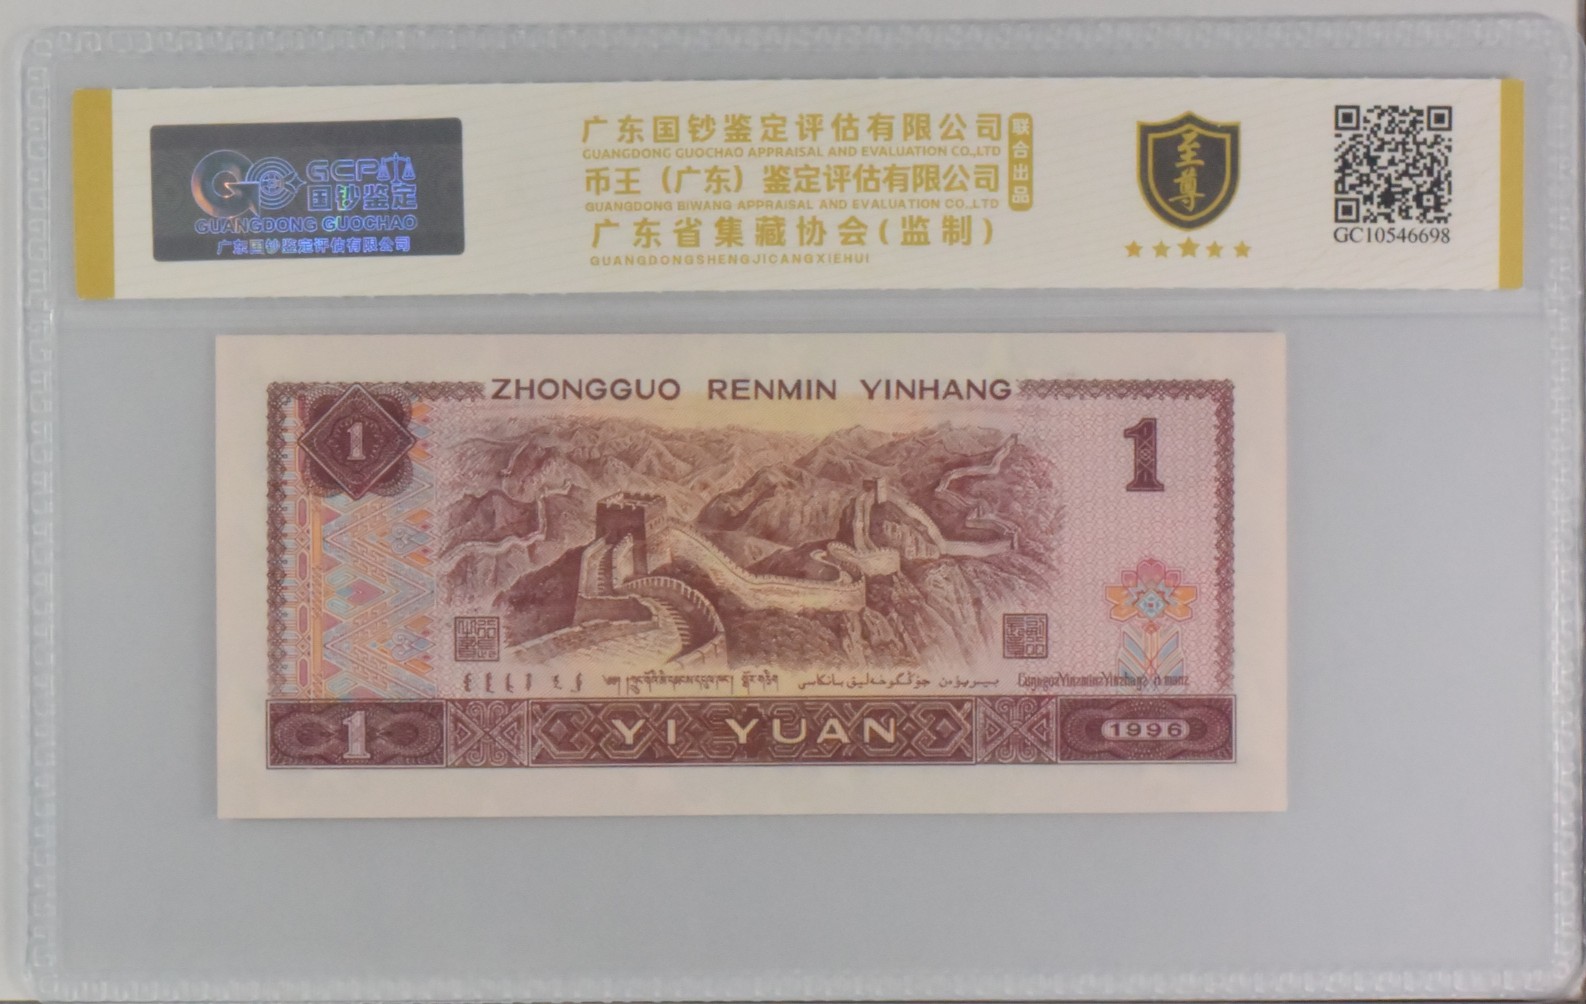 GCP
国钞鉴定
GUANGDONG GUOCHAO
广东国钞鉴定评估有限公司
广东国钞鉴定评估有限公司
GUANGDONG GUOCHAO APPRAISAL AND EVALUATION CO.,LTD
币王（广东）鉴定评估有限公司
GUANGDONG BIWANG APPRAISAL AND EVALUATION CO.,LTD
广东省集藏协会(监制)
GUANGDONGSHENGJICANGXIEHUI
联合出品
至尊
GC10546698
ZHONGGUO RENMIN YINHANG
1
1
1
YI YUAN
1996